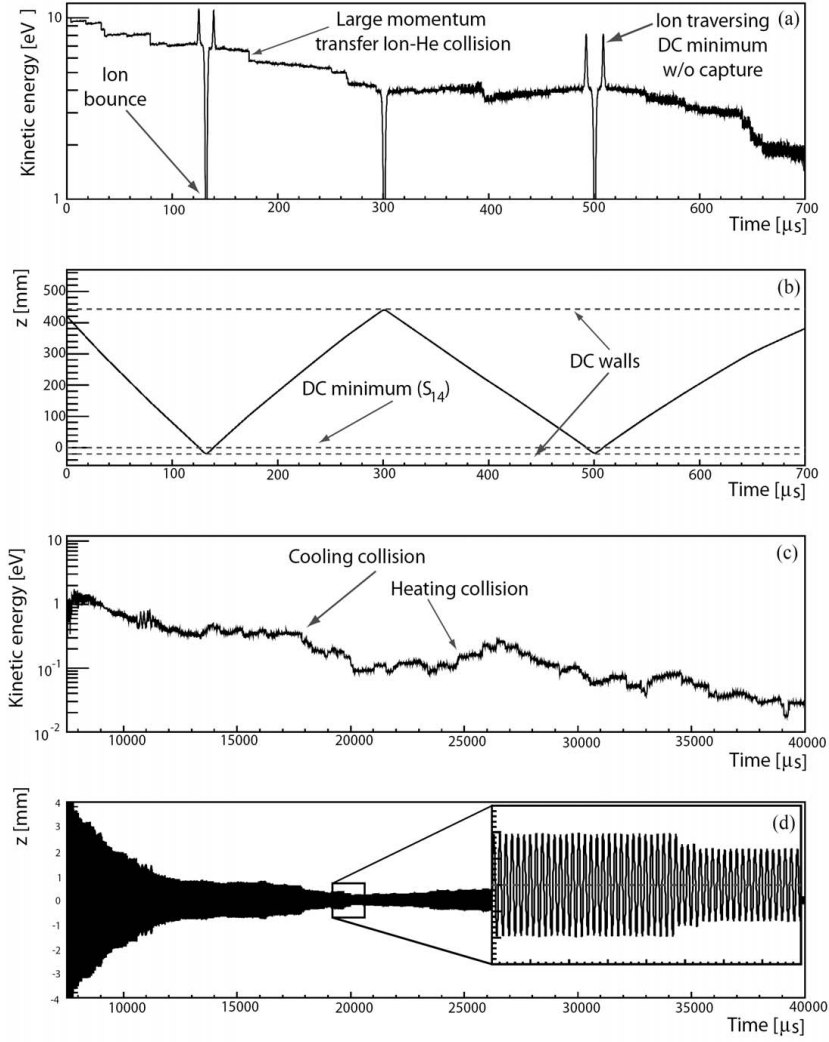 (a)
Large momentum
transfer Ion-He collision
Ion traversing
DC minimum
w/o capture
Ion
bounce
Kinetic energy [eV ]
10
1
0
100
200
300
400
500
600
700
Time [μs]
(b)
z [mm]
500
400
300
200
100
0
DC walls
DC minimum (S14)
0
100
200
300
400
500
600
700
Time [μs]
(c)
Kinetic energy [eV]
10
1
10-1
10-2
Cooling collision
Heating collision
10000
15000
20000
25000
30000
35000
40000
Time [μs]
(d)
z [mm]
4
3
2
1
0
-1
-2
-3
-4
10000
15000
20000
25000
30000
35000
40000
Time [μs]